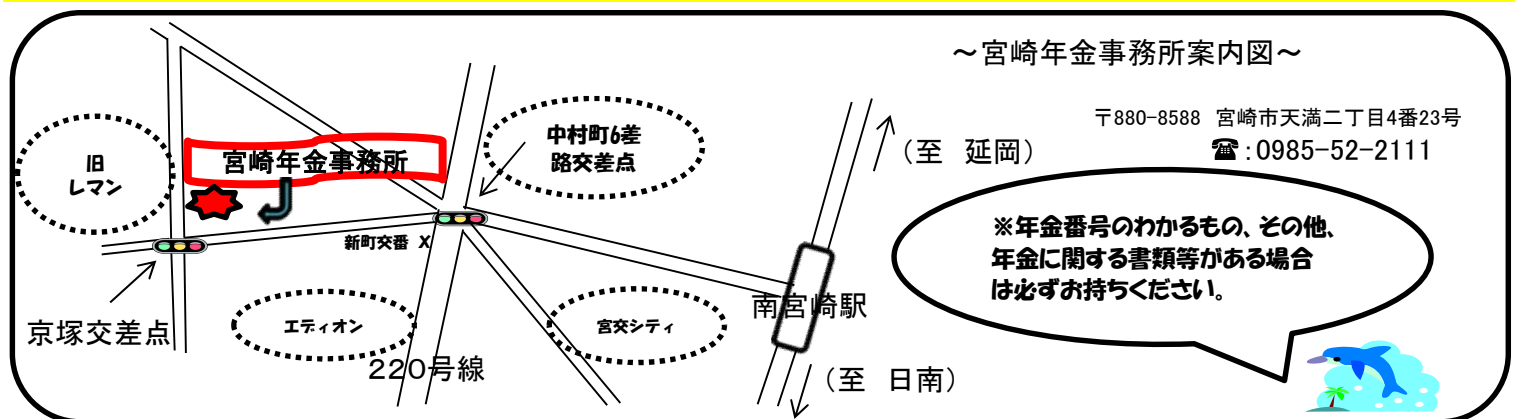 ～宮崎年金事務所案内図～
〒880-8588 宮崎市天満二丁目4番23号
☎:0985-52-2111
旧
レマン
宮崎年金事務所
中村町6差
路交差点
(至 延岡)
新町交番 X
※年金番号のわかるもの、その他、
年金に関する書類等がある場合
は必ずお持ちください。
京塚交差点
エディオン
宮交シティ
南宮崎駅
220号線
(至 日南)